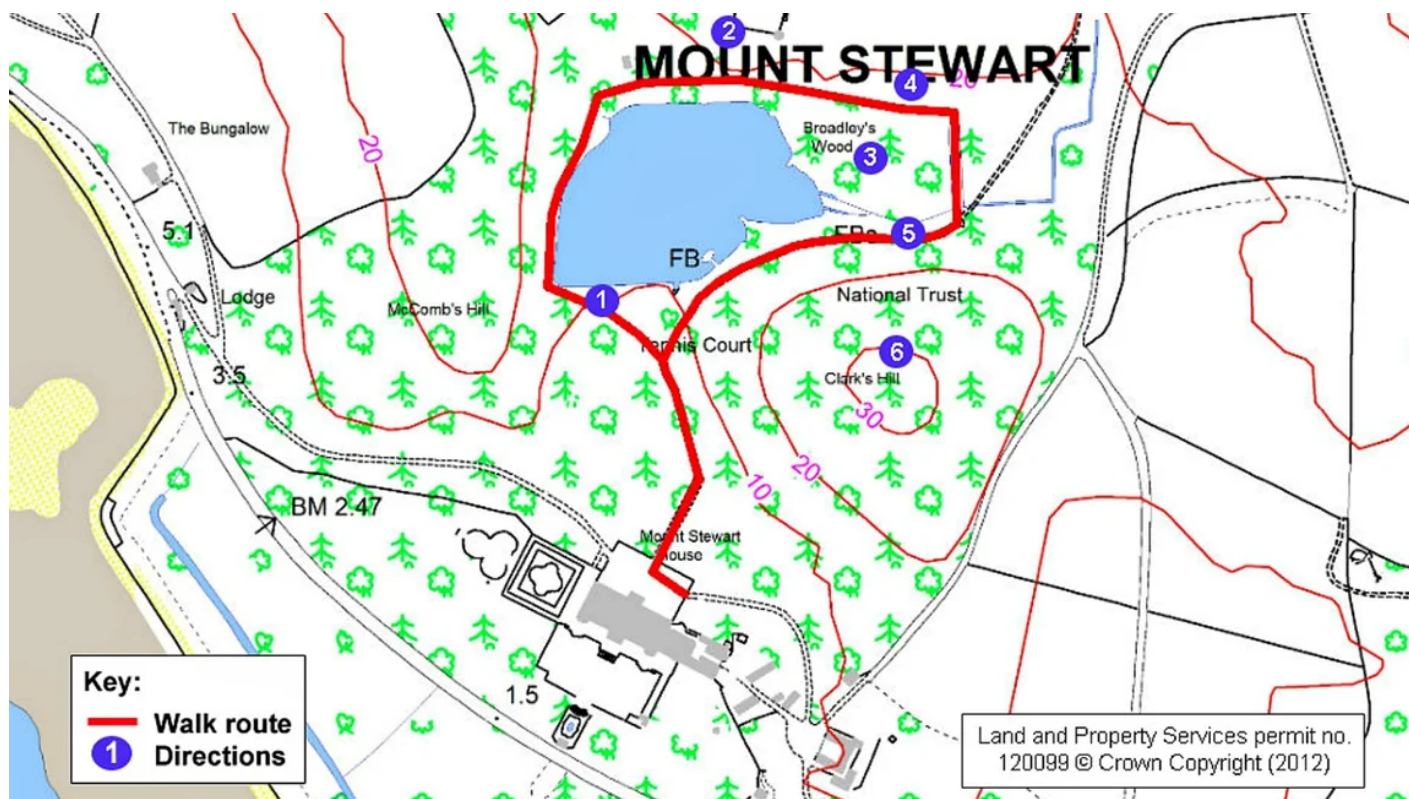 2
MOUNT STEWART
4
20
The Bungalow
Broadley's
Wood
3
20
5.1
5
FB
National Trust
Lodge
1
McComb's Hill
Tennis Court
6
Clark's Hill
3.5
30
20
10
BM 2.47
Mount Stewart
House
1.5
Key:
Walk route
1 Directions
Land and Property Services permit no.
120099 © Crown Copyright (2012)